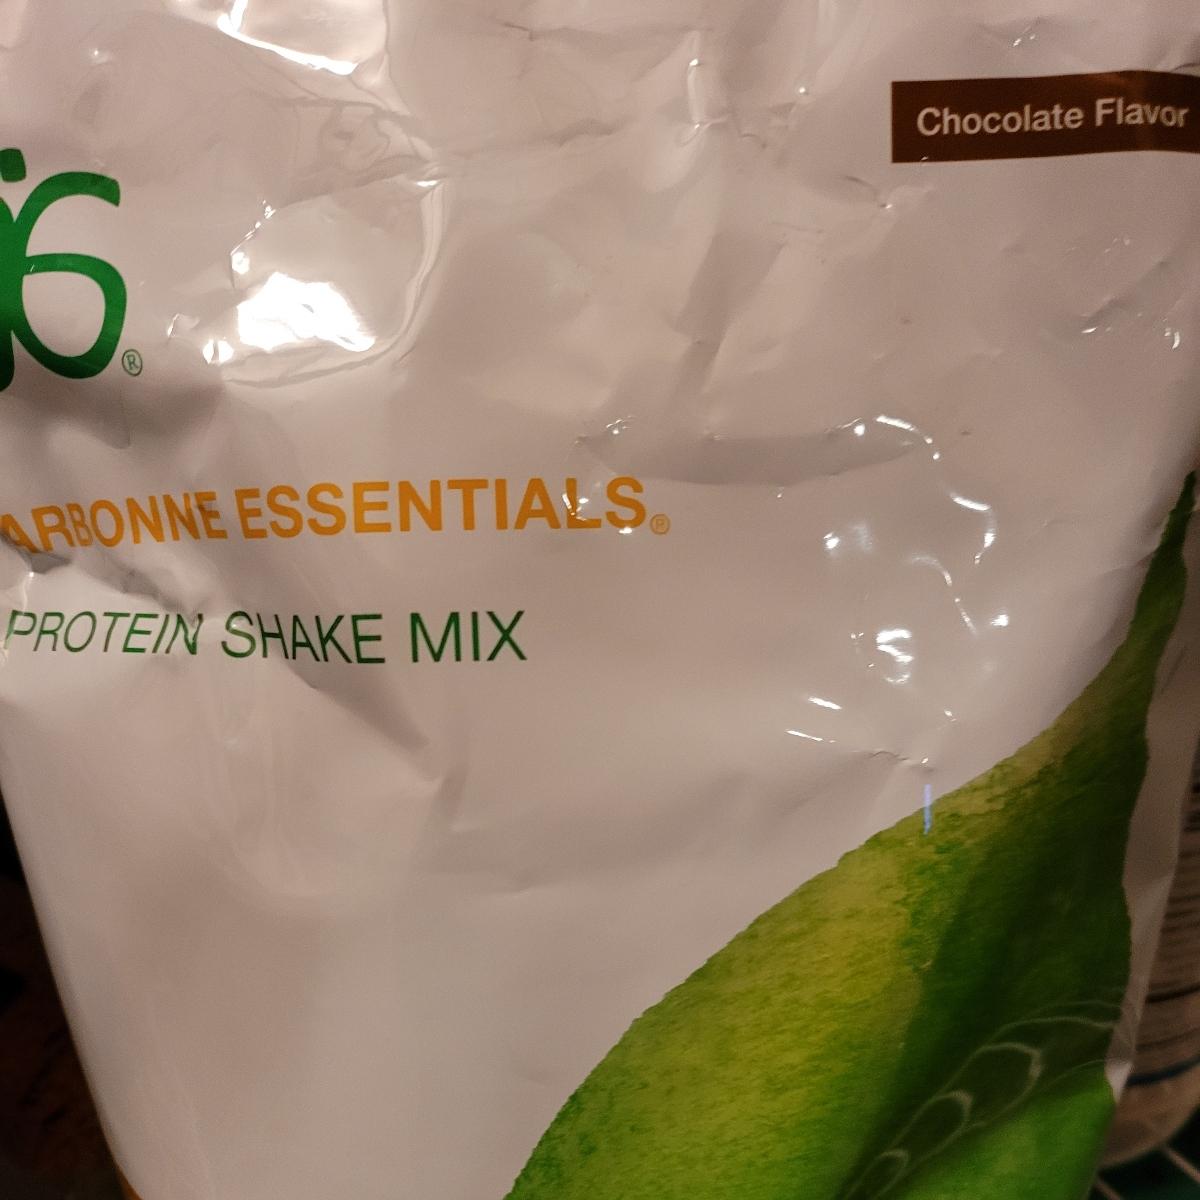 Chocolate Flavor
ARBONNE ESSENTIALS®
PROTEIN SHAKE MIX